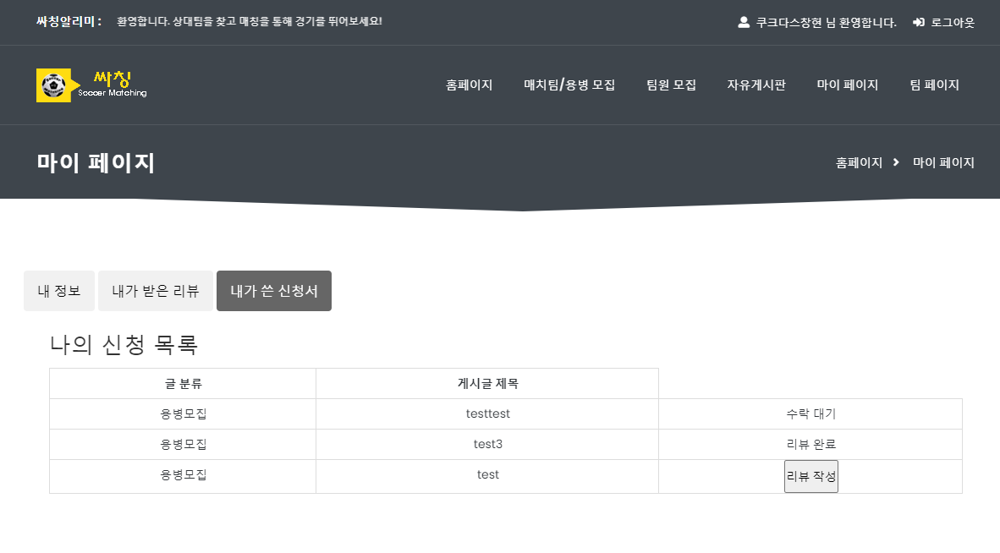 싸칭알리미 : 환영합니다. 상대팀을 찾고 매칭을 통해 경기를 뛰어보세요! 쿠크다스창현 님 환영합니다. 로그아웃
싸칭
Soccer Matching
홈페이지 매치팀/용병 모집 팀원 모집 자유게시판 마이 페이지 팀 페이지
마이 페이지 홈페이지 마이 페이지
내 정보 내가 받은 리뷰 내가 쓴 신청서
나의 신청 목록
글 분류 게시글 제목
용병모집 testtest 수락 대기
용병모집 test3 리뷰 완료
용병모집 test 리뷰 작성